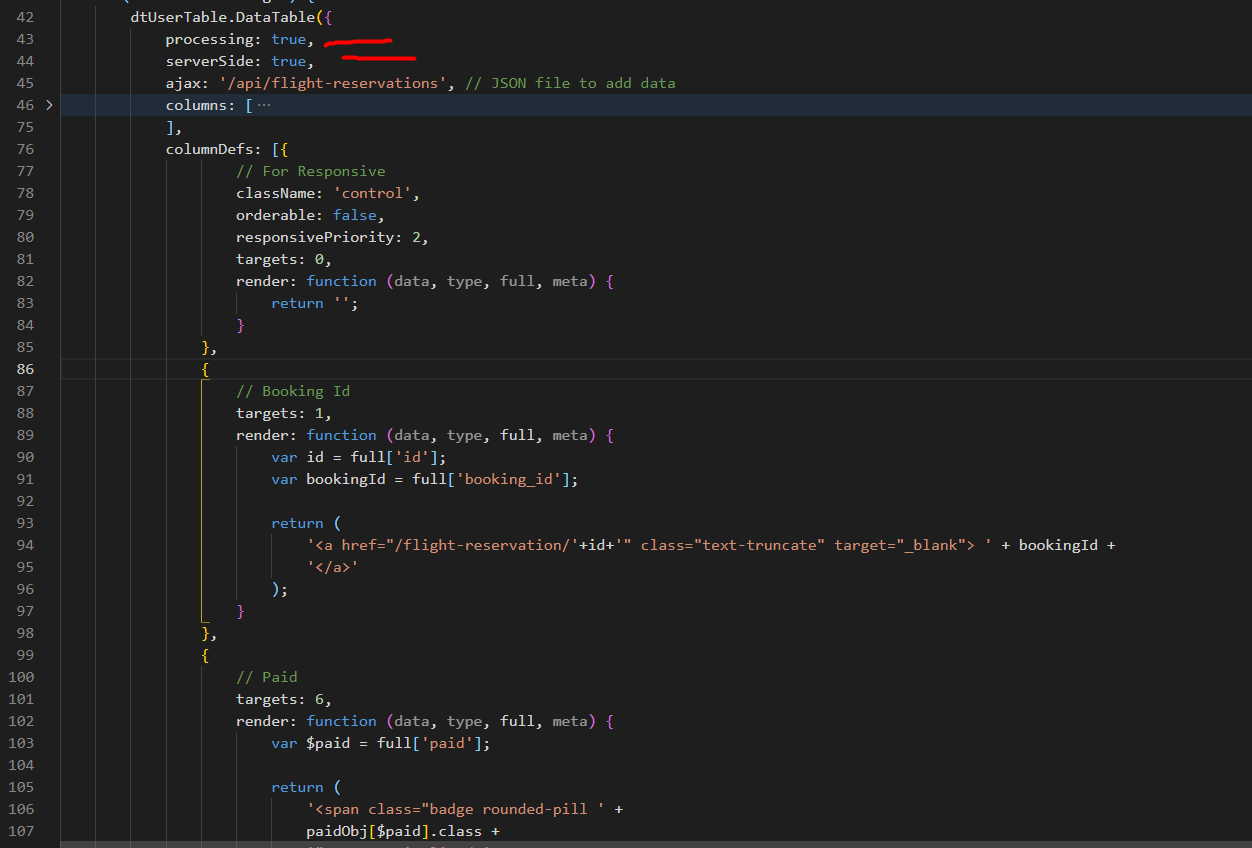 42 dtUserTable.DataTable({
43 processing: true,
44 serverSide: true,
45 ajax: '/api/flight-reservations', // JSON file to add data
46 > columns: [ ···
75 ],
76 columnDefs: [{
77 // For Responsive
78 className: 'control',
79 orderable: false,
80 responsivePriority: 2,
81 targets: 0,
82 render: function (data, type, full, meta) {
83 return '';
84 }
85 },
86 {
87 // Booking Id
88 targets: 1,
89 render: function (data, type, full, meta) {
90 var id = full['id'];
91 var bookingId = full['booking_id'];
92
93 return (
94 '<a href="/flight-reservation/'+id+'" class="text-truncate" target="_blank"> ' + bookingId +
95 '</a>'
96 );
97 }
98 },
99 {
100 // Paid
101 targets: 6,
102 render: function (data, type, full, meta) {
103 var $paid = full['paid'];
104
105 return (
106 '<span class="badge rounded-pill ' +
107 paidObj[$paid].class +